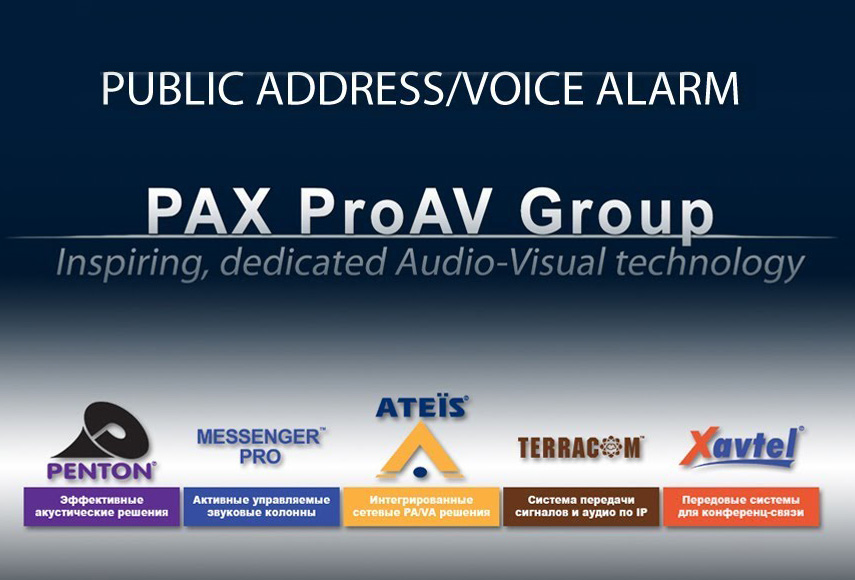 PUBLIC ADDRESS/VOICE ALARM
PAX ProAV Group
Inspiring, dedicated Audio-Visual technology
PENTON®
Эффективные
акустические решения
MESSENGER™
PRO
Активные управляемые
звуковые колонны
ATEÏS®
Интегрированные
сетевые PA/VA решения
TERRACOM™
Система передачи
сигналов и аудио по IP
Xavtel©
Передовые системы
для конференц-связи